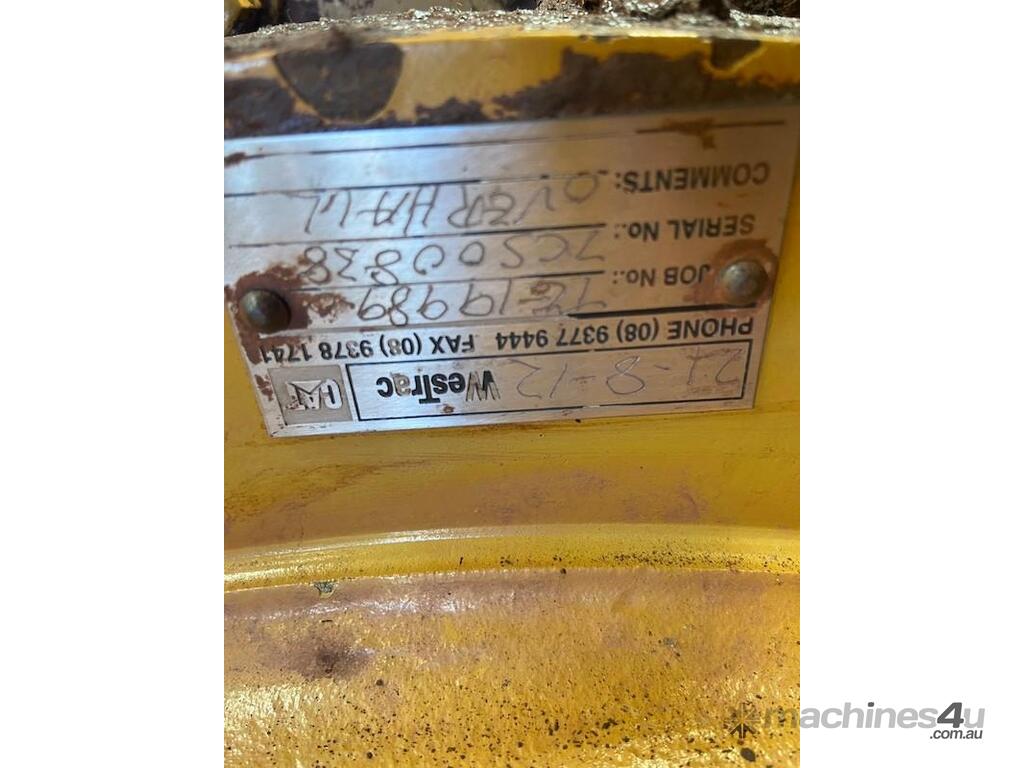 CAT WesTrac 27-8-12
PHONE (08) 9377 9444 FAX (08) 9378 1741
JOB No.: TE19989
SERIAL No.: 7CS00838
COMMENTS: OVERHAUL
machines4u
.com.au